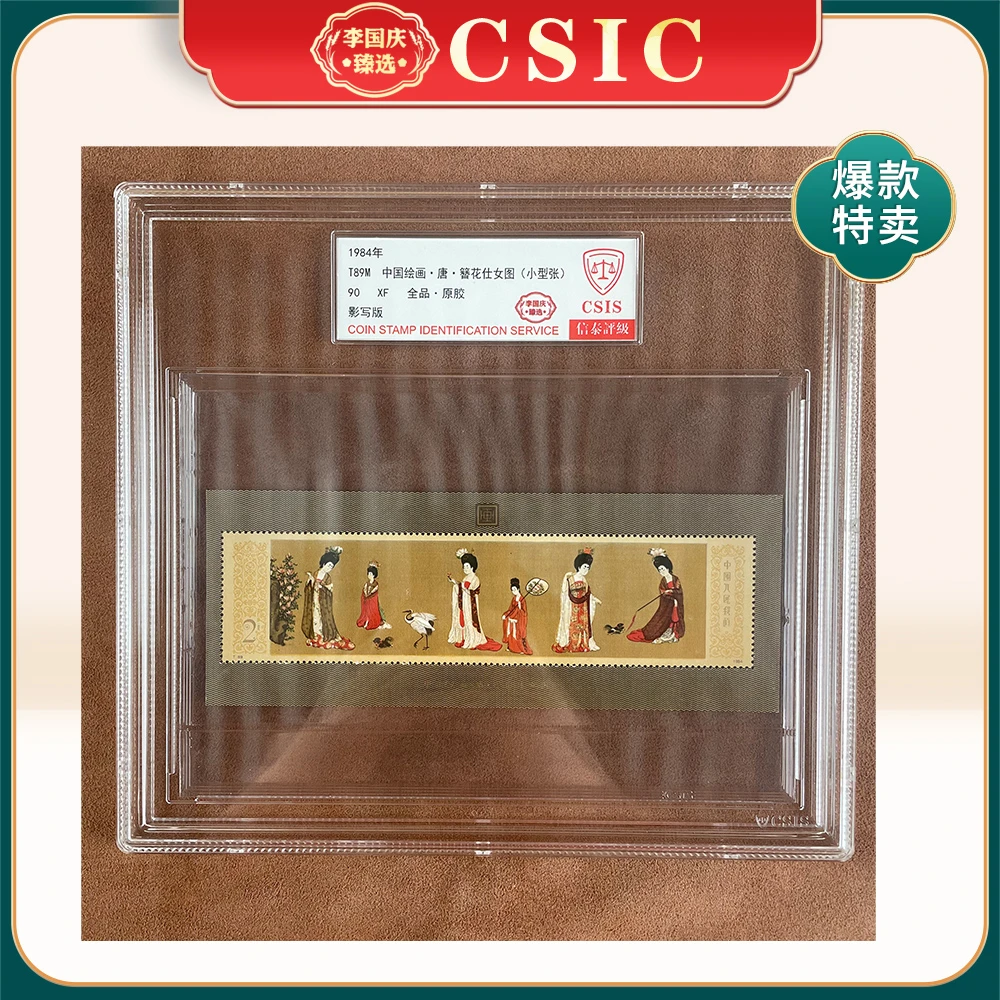 李国庆
臻选
CSIC
爆款
特卖
1984年
T89M 中国绘画·唐·簪花仕女图（小型张）
90 XF 全品·原胶
影写版
COIN STAMP IDENTIFICATION SERVICE
李国庆
臻选
CSIS
信泰評級
2
中国人民邮政
T.89
1984
CSIS